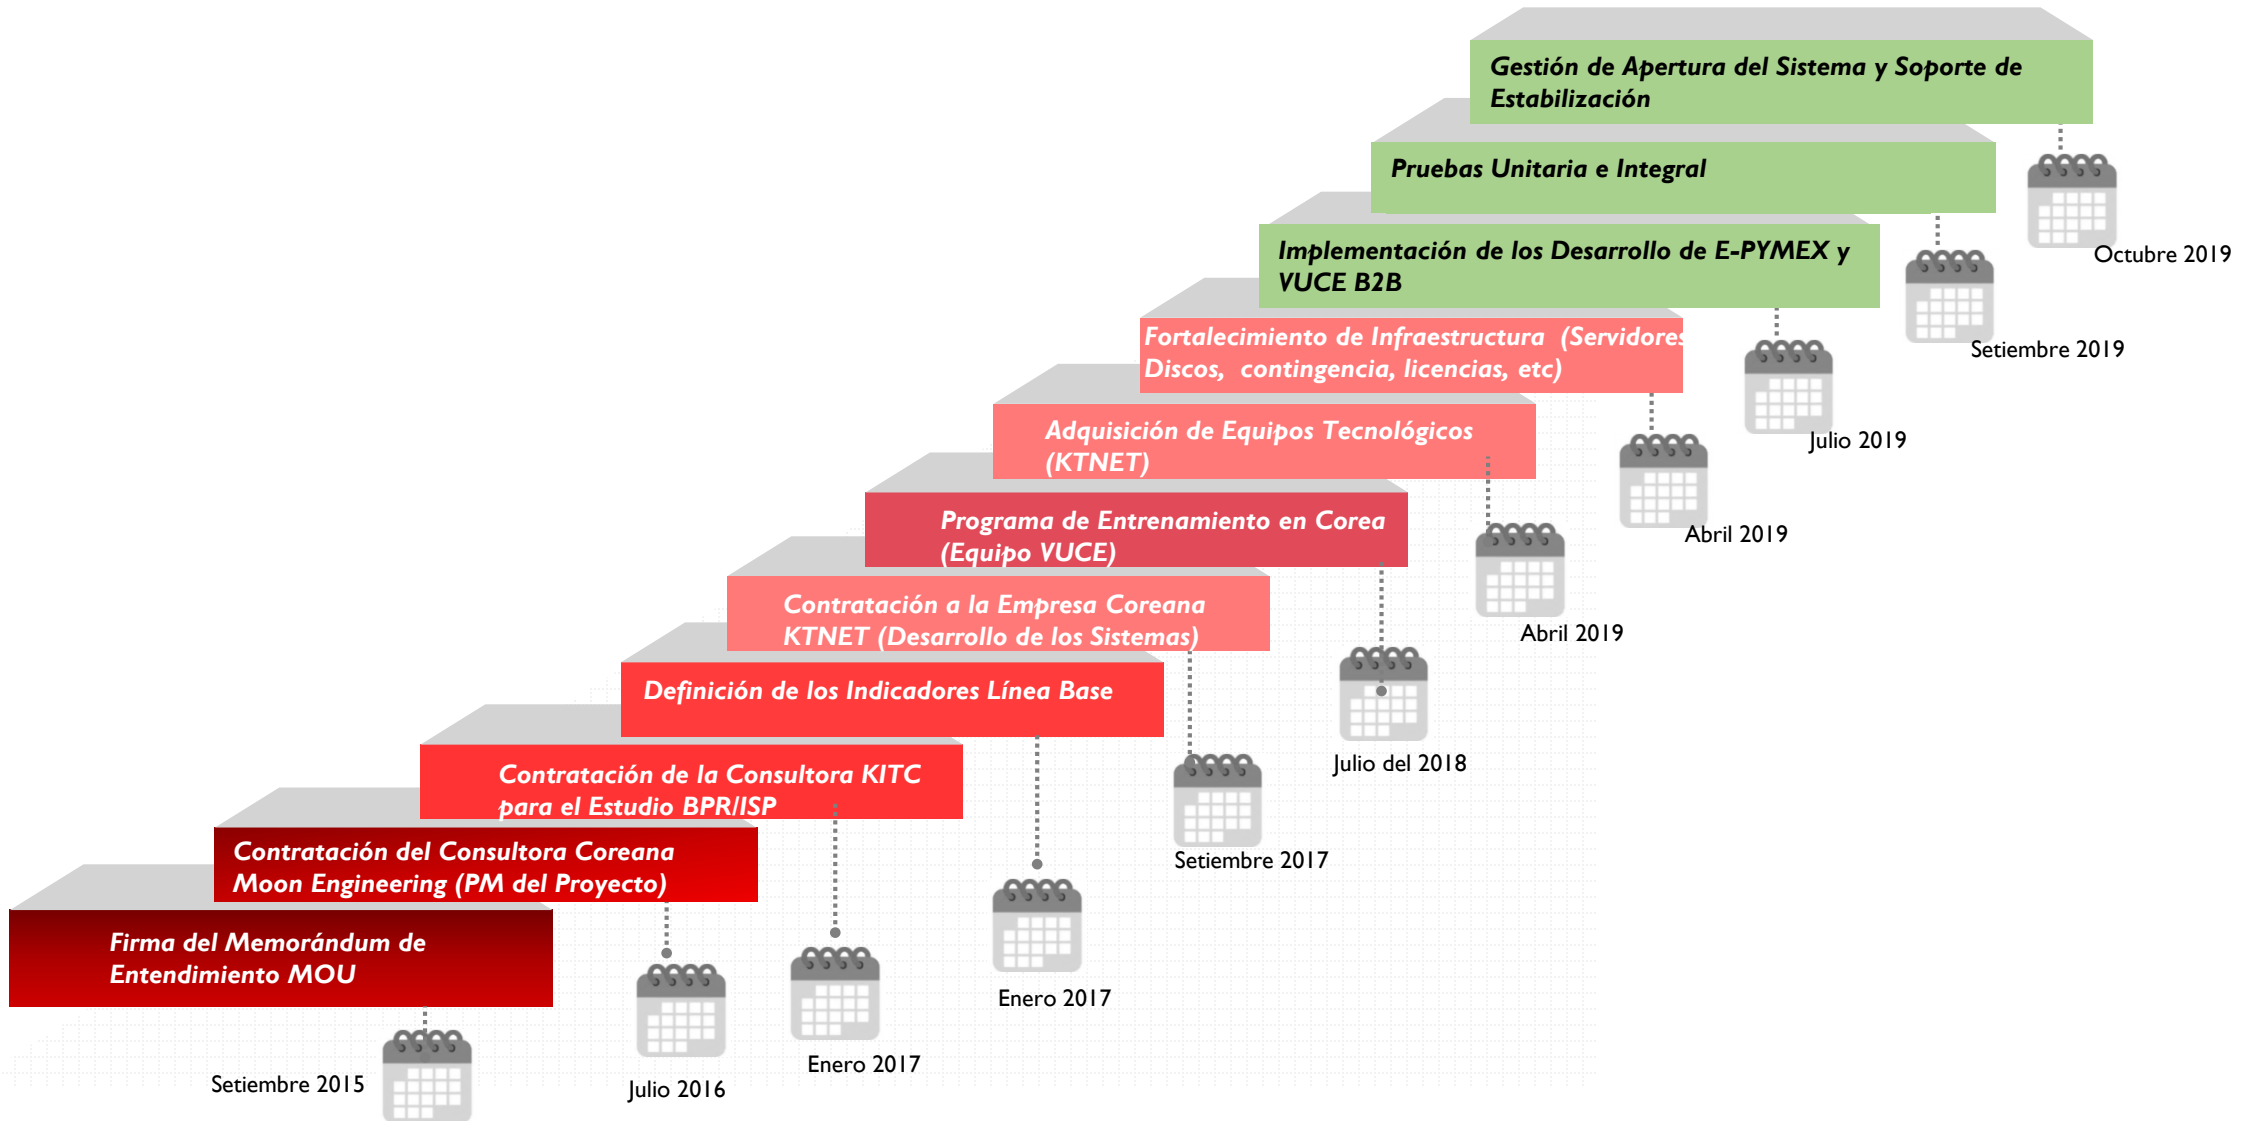 Gestión de Apertura del Sistema y Soporte de
Estabilización
Octubre 2019
Pruebas Unitaria e Integral
Setiembre 2019
Implementación de los Desarrollo de E-PYMEX y
VUCE B2B
Julio 2019
Fortalecimiento de Infraestructura (Servidores
Discos, contingencia, licencias, etc)
Abril 2019
Adquisición de Equipos Tecnológicos
(KTNET)
Abril 2019
Programa de Entrenamiento en Corea
(Equipo VUCE)
Julio del 2018
Contratación a la Empresa Coreana
KTNET (Desarrollo de los Sistemas)
Setiembre 2017
Definición de los Indicadores Línea Base
Enero 2017
Contratación de la Consultora KITC
para el Estudio BPR/ISP
Enero 2017
Contratación del Consultora Coreana
Moon Engineering (PM del Proyecto)
Julio 2016
Firma del Memorándum de
Entendimiento MOU
Setiembre 2015